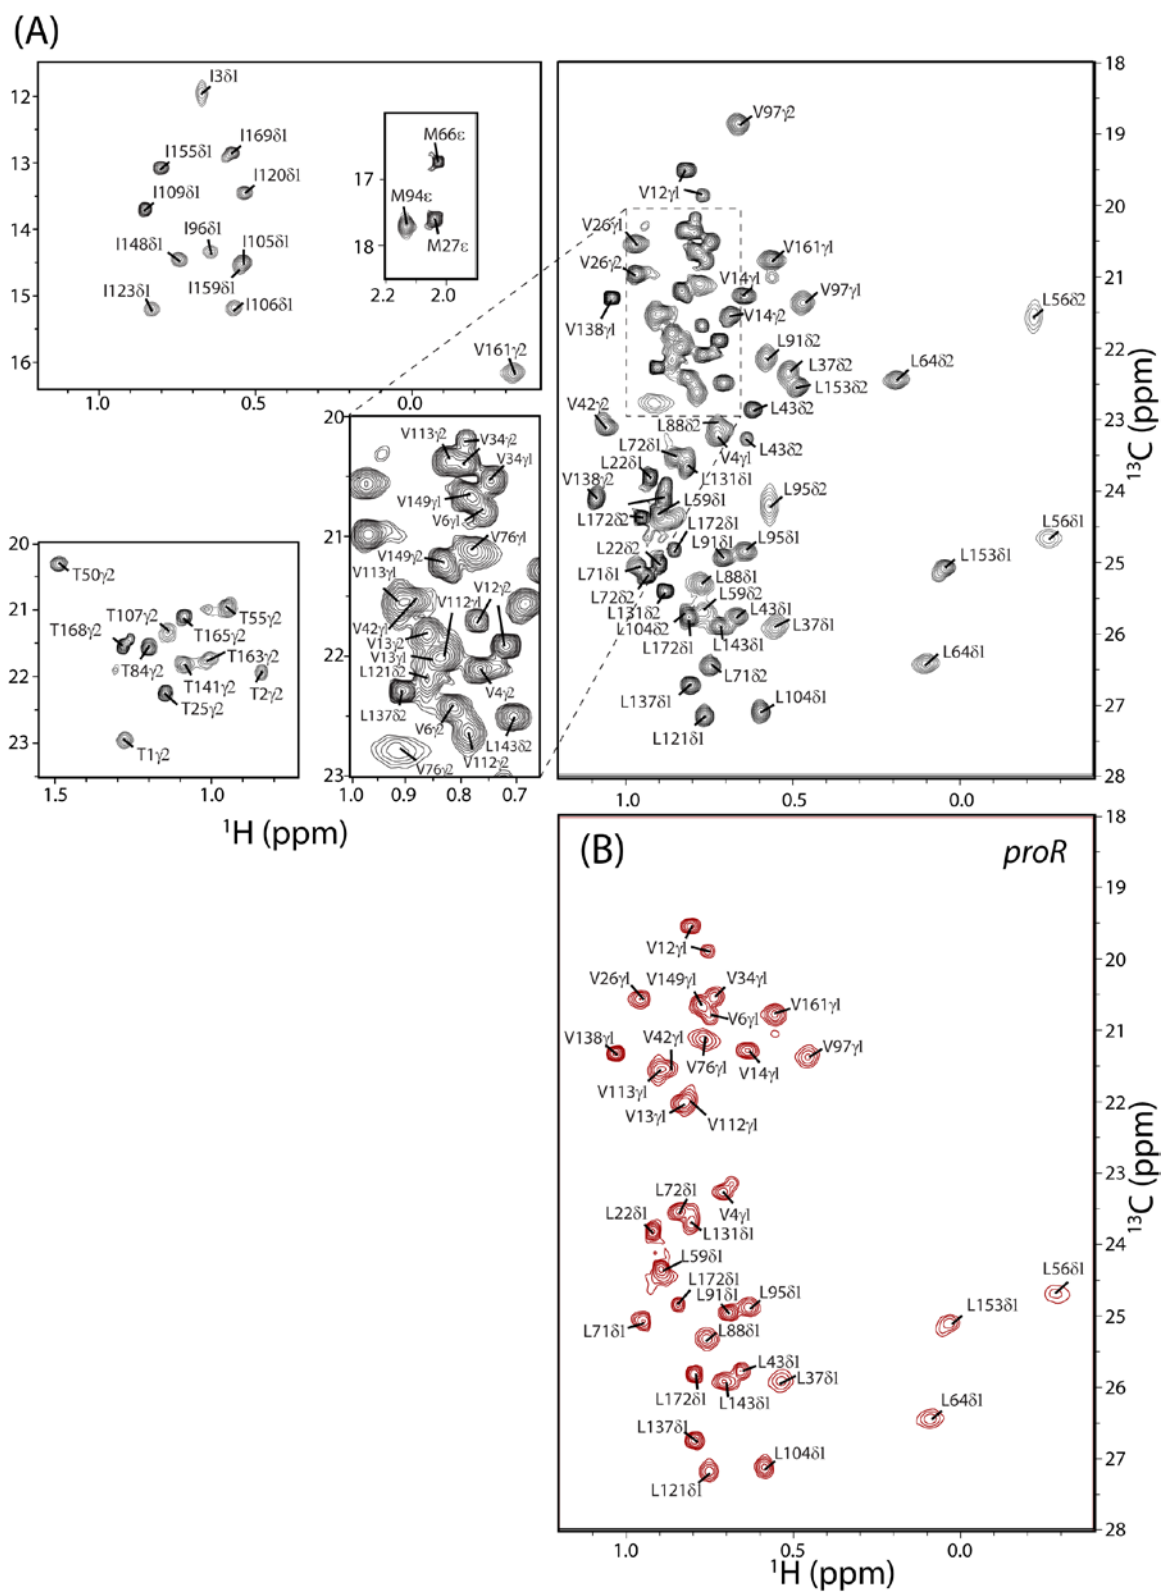 (A)
12
13
14
15
16
1.0
0.5
0.0
I3δ1
I155δ1
I169δ1
I109δ1
I120δ1
I96δ1
I148δ1
I105δ1
I159δ1
I123δ1
I106δ1
V161γ2
M66ε
17
M94ε
18
M27ε
2.2
2.0
20
T50γ2
T107γ2
T55γ2
21
T168γ2
T165γ2
T163γ2
T84γ2
22
T141γ2
T2γ2
T25γ2
23
T1γ2
1.5
1.0
¹H (ppm)
20
V113γ2
V34γ2
V34γ1
V149γ1
V6γ1
21
V76γ1
V149γ2
V113γ1
V12γ2
V112γ1
V42γ1
V13γ2
22
V13γ1
L121δ2
V4γ2
L137δ2
V6γ2
L143δ2
V112γ2
23
V76γ2
1.0
0.9
0.8
0.7
18
V97γ2
19
V12γ1
20
V26γ1
V161γ1
V26γ2
21
V14γ1
V97γ1
V138γ1
V14γ2
L56δ2
L91δ2
22
L37δ2
L64δ2
L153δ2
L43δ2
V42γ2
L88δ2
23
L72δ1
V4γ1
L43δ2
L22δ1
L131δ1
V138γ2
L59δ1
L95δ2
24
L172δ2
L172δ1
L56δ1
L91δ1
L95δ1
L22δ2
L153δ1
25
L71δ1
L88δ1
L72δ2
L59δ2
L131δ2
L43δ1
L104δ2
L37δ1
26
L172δ1
L143δ1
L64δ1
L71δ2
L137δ1
L104δ1
27
L121δ1
28
1.0
0.5
0.0
¹³C (ppm)
(B)
proR
18
19
V12γ1
20
V26γ1
V149γ1
V34γ1
V161γ1
V6γ1
21
V138γ1
V42γ1
V76γ1
V14γ1
V97γ1
V113γ1
V13γ1
V112γ1
22
23
L72δ1
V4γ1
L22δ1
L131δ1
24
L59δ1
L172δ1
L56δ1
L91δ1
L95δ1
L153δ1
25
L71δ1
L88δ1
L43δ1
L37δ1
26
L172δ1
L143δ1
L64δ1
L137δ1
L104δ1
27
L121δ1
28
1.0
0.5
0.0
¹H (ppm)
¹³C (ppm)